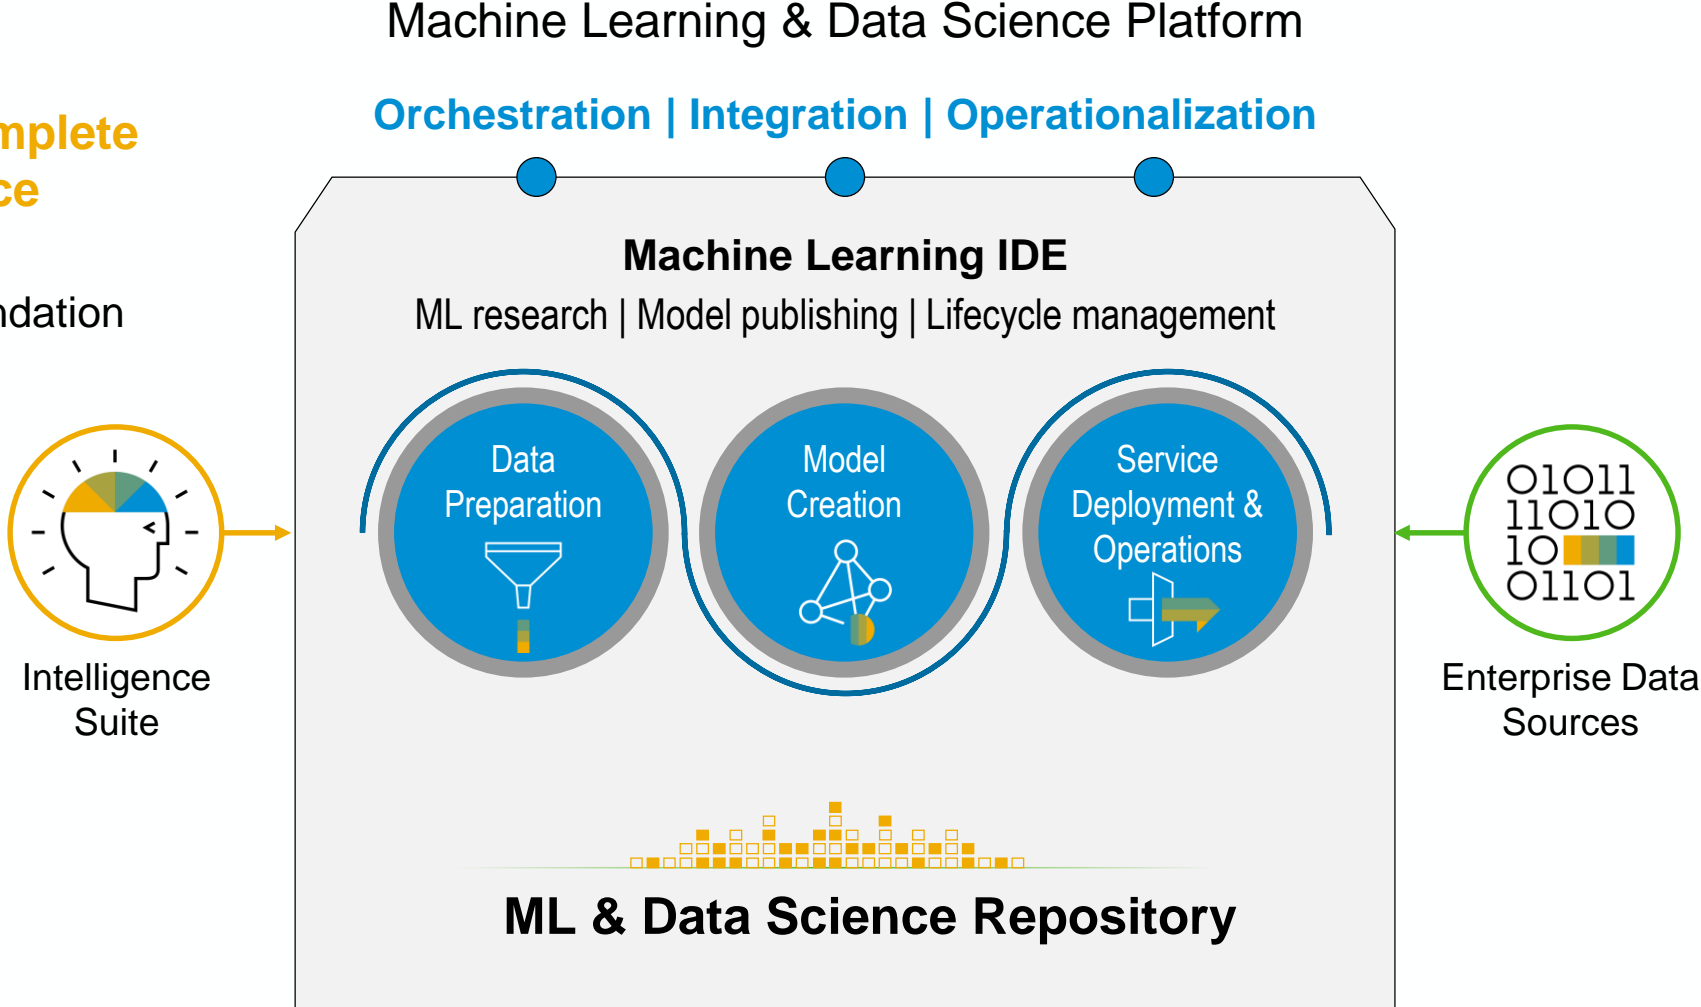 Machine Learning & Data Science Platform
Orchestration | Integration | Operationalization
mplete
ce
ndation
Machine Learning IDE
ML research | Model publishing | Lifecycle management
Data
Preparation
Model
Creation
Service
Deployment &
Operations
Intelligence
Suite
01011
11010
10
01101
Enterprise Data
Sources
ML & Data Science Repository